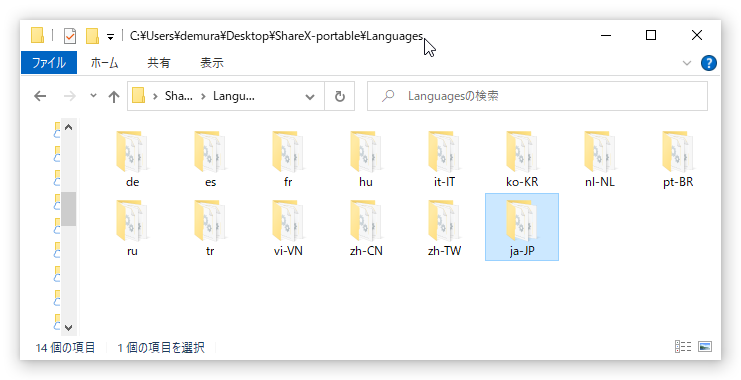 C:¥Users¥demura¥Desktop¥ShareX-portable¥Languages
ファイル ホーム 共有 表示
Sha... Langu... Languagesの検索
de es fr hu it-IT ko-KR nl-NL pt-BR
ru tr vi-VN zh-CN zh-TW ja-JP
14 個の項目 1 個の項目を選択